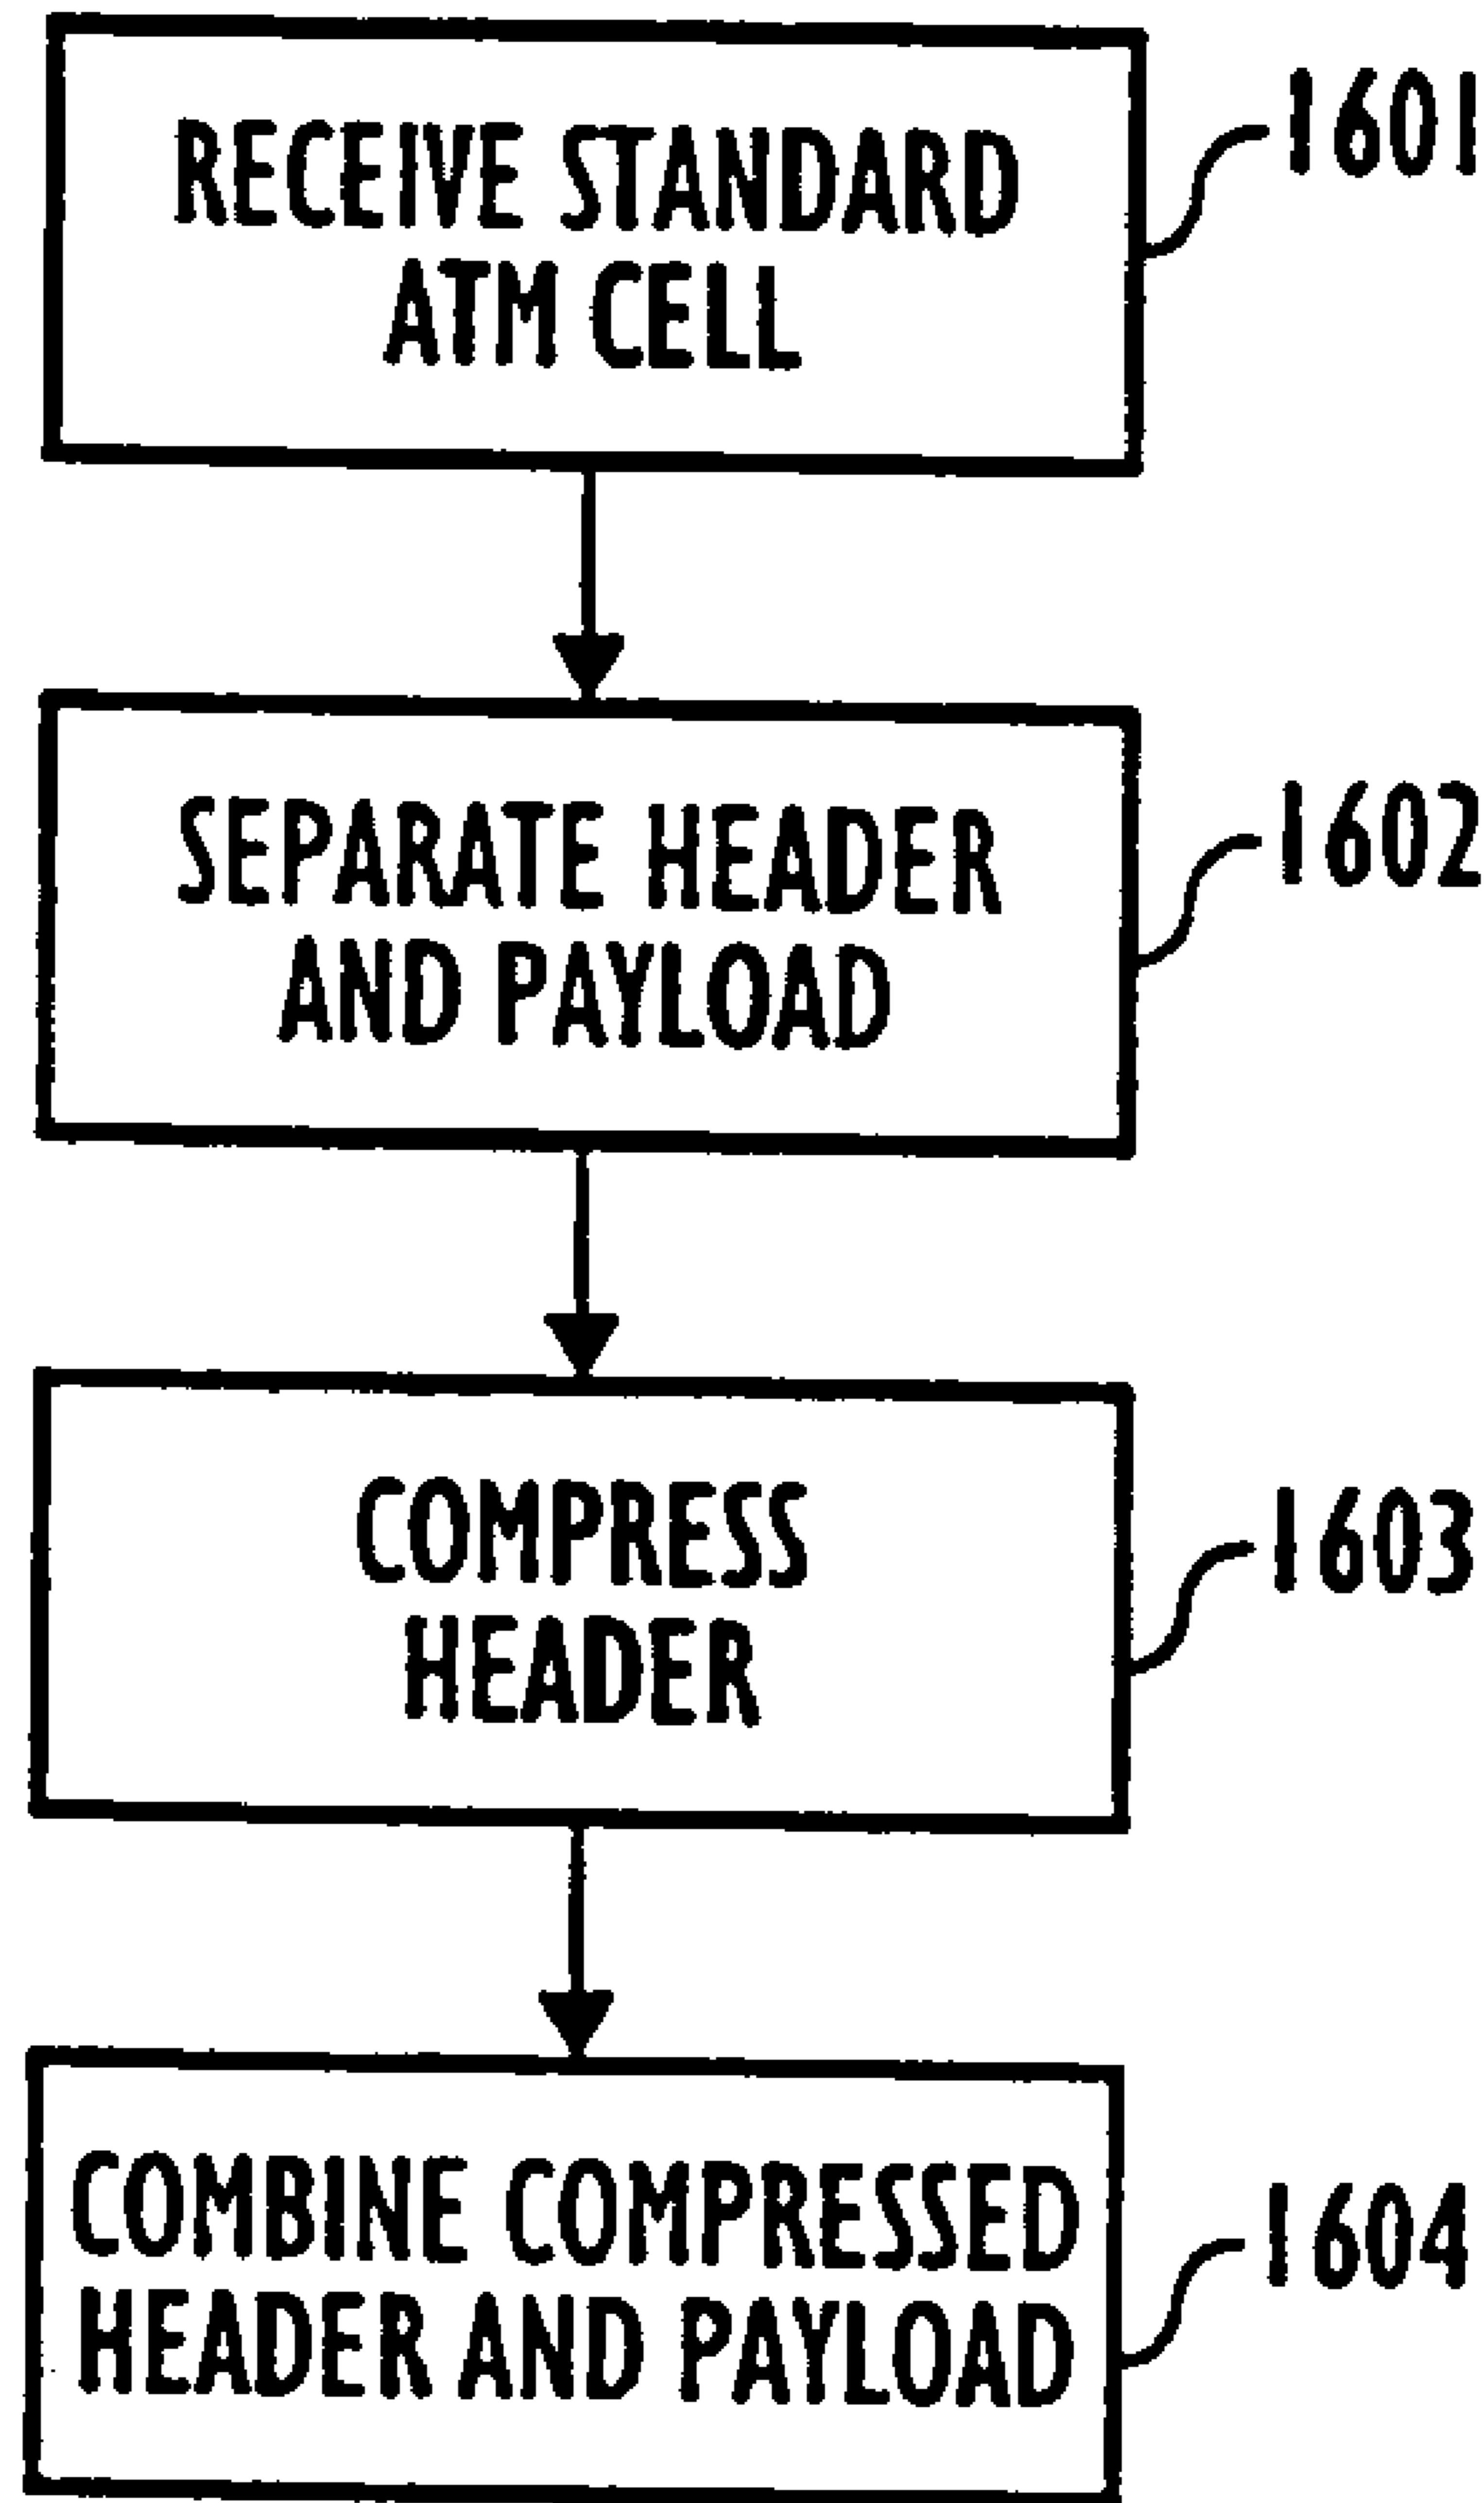 RECEIVE STANDARD
ATM CELL
1601
SEPARATE HEADER
AND PAYLOAD
1602
COMPRESS
HEADER
1603
COMBINE COMPRESSED
HEADER AND PAYLOAD
1604